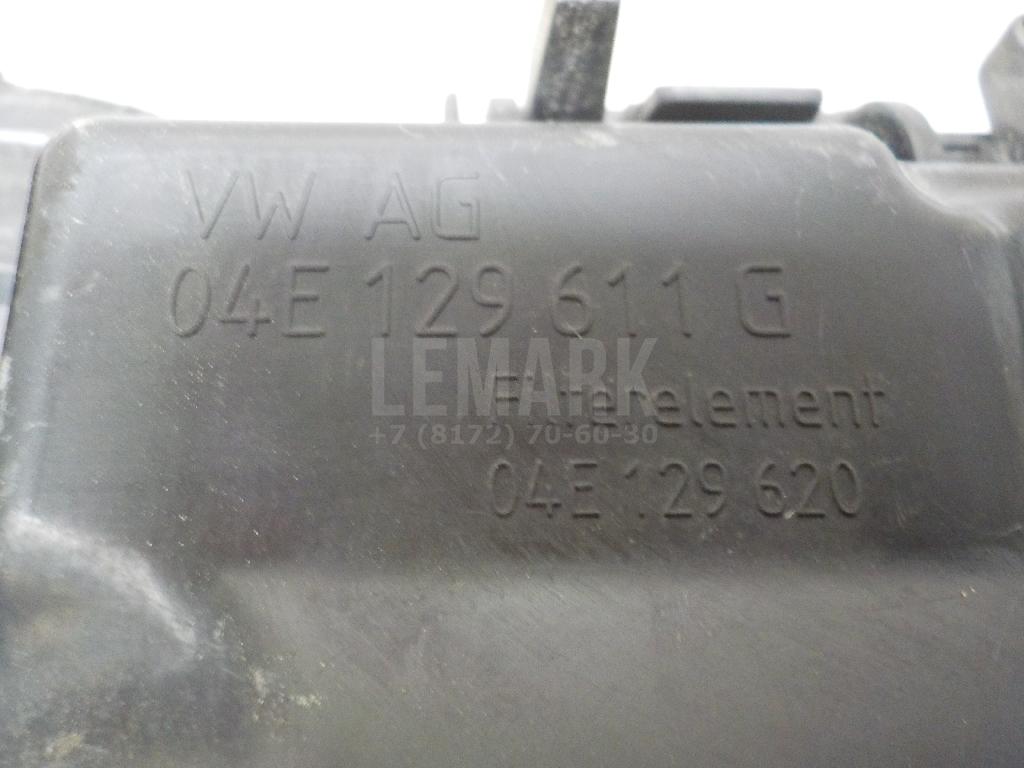 VW AG
04E 129 611 G
LEMARK
Filterelement
+7 (8172) 70-60-30
04E 129 620